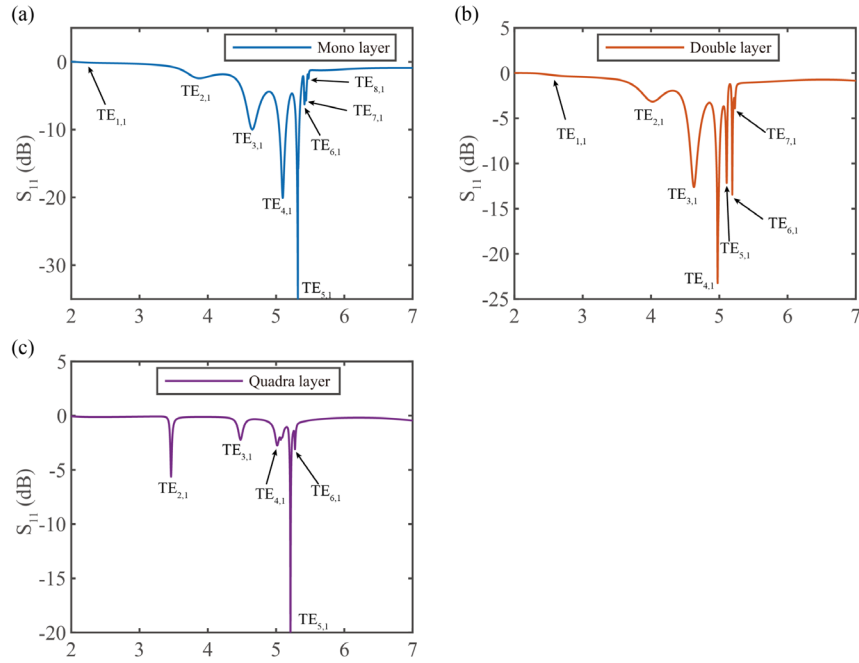 (a)
Mono layer
0
-10
-20
-30
S11 (dB)
TE1,1
TE2,1
TE3,1
TE4,1
TE5,1
TE6,1
TE7,1
TE8,1
2 3 4 5 6 7
(b)
Double layer
5
0
-5
-10
-15
-20
-25
S11 (dB)
TE1,1
TE2,1
TE3,1
TE4,1
TE5,1
TE6,1
TE7,1
2 3 4 5 6 7
(c)
Quadra layer
5
0
-5
-10
-15
-20
S11 (dB)
TE2,1
TE3,1
TE4,1
TE5,1
TE6,1
2 3 4 5 6 7